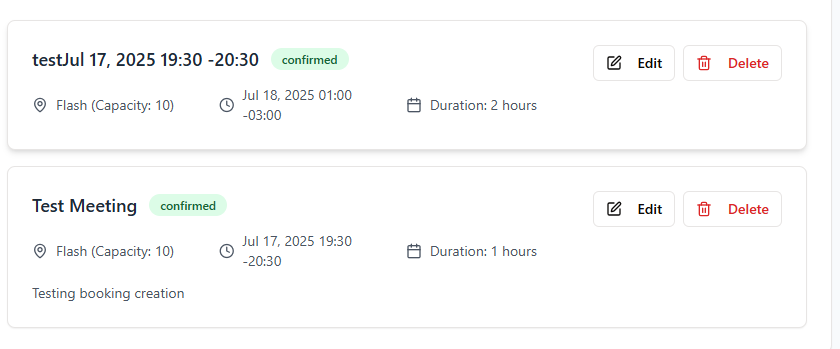 testJul 17, 2025 19:30 -20:30 confirmed Edit Delete
Flash (Capacity: 10) Jul 18, 2025 01:00 Duration: 2 hours
-03:00
Test Meeting confirmed Edit Delete
Flash (Capacity: 10) Jul 17, 2025 19:30 Duration: 1 hours
-20:30
Testing booking creation